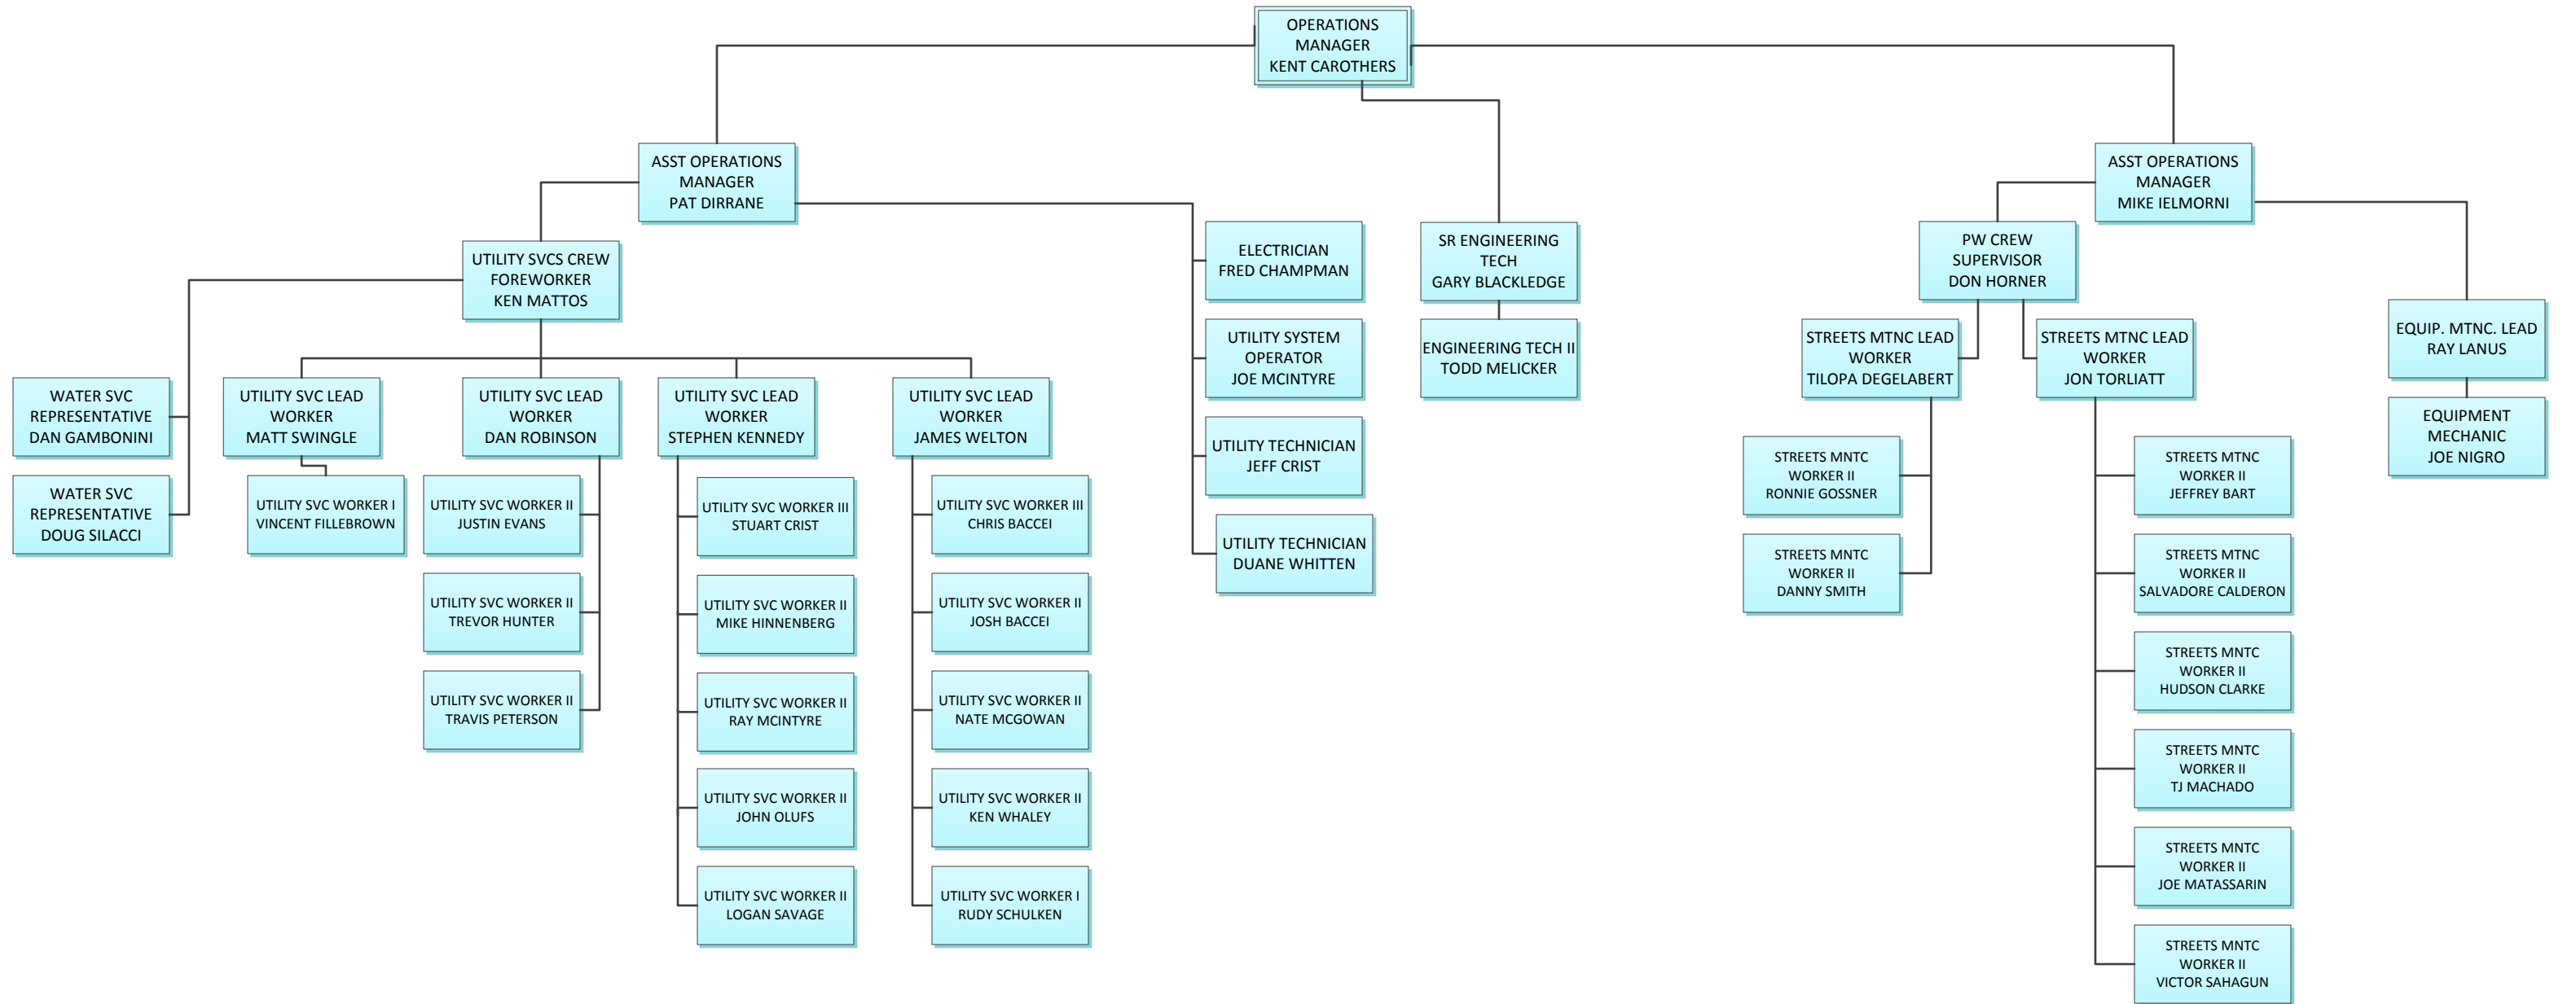 OPERATIONS
MANAGER
KENT CAROTHERS
ASST OPERATIONS
MANAGER
PAT DIRRANE
ASST OPERATIONS
MANAGER
MIKE IELMORNI
UTILITY SVCS CREW
FOREWORKER
KEN MATTOS
ELECTRICIAN
FRED CHAMPMAN
UTILITY SYSTEM
OPERATOR
JOE MCINTYRE
UTILITY TECHNICIAN
JEFF CRIST
UTILITY TECHNICIAN
DUANE WHITTEN
SR ENGINEERING
TECH
GARY BLACKLEDGE
ENGINEERING TECH II
TODD MELICKER
PW CREW
SUPERVISOR
DON HORNER
EQUIP. MTNC. LEAD
RAY LANUS
EQUIPMENT
MECHANIC
JOE NIGRO
WATER SVC
REPRESENTATIVE
DAN GAMBONINI
WATER SVC
REPRESENTATIVE
DOUG SILACCI
UTILITY SVC LEAD
WORKER
MATT SWINGLE
UTILITY SVC WORKER I
VINCENT FILLEBROWN
UTILITY SVC LEAD
WORKER
DAN ROBINSON
UTILITY SVC WORKER II
JUSTIN EVANS
UTILITY SVC WORKER II
TREVOR HUNTER
UTILITY SVC WORKER II
TRAVIS PETERSON
UTILITY SVC LEAD
WORKER
STEPHEN KENNEDY
UTILITY SVC WORKER III
STUART CRIST
UTILITY SVC WORKER II
MIKE HINNENBERG
UTILITY SVC WORKER II
RAY MCINTYRE
UTILITY SVC WORKER II
JOHN OLUFS
UTILITY SVC WORKER II
LOGAN SAVAGE
UTILITY SVC LEAD
WORKER
JAMES WELTON
UTILITY SVC WORKER III
CHRIS BACCEI
UTILITY SVC WORKER II
JOSH BACCEI
UTILITY SVC WORKER II
NATE MCGOWAN
UTILITY SVC WORKER II
KEN WHALEY
UTILITY SVC WORKER I
RUDY SCHULKEN
STREETS MTNC LEAD
WORKER
TILOPA DEGELABERT
STREETS MNTC
WORKER II
RONNIE GOSSNER
STREETS MNTC
WORKER II
DANNY SMITH
STREETS MTNC LEAD
WORKER
JON TORLIATT
STREETS MTNC
WORKER II
JEFFREY BART
STREETS MTNC
WORKER II
SALVADORE CALDERON
STREETS MNTC
WORKER II
HUDSON CLARKE
STREETS MNTC
WORKER II
TJ MACHADO
STREETS MNTC
WORKER II
JOE MATASSARIN
STREETS MNTC
WORKER II
VICTOR SAHAGUN